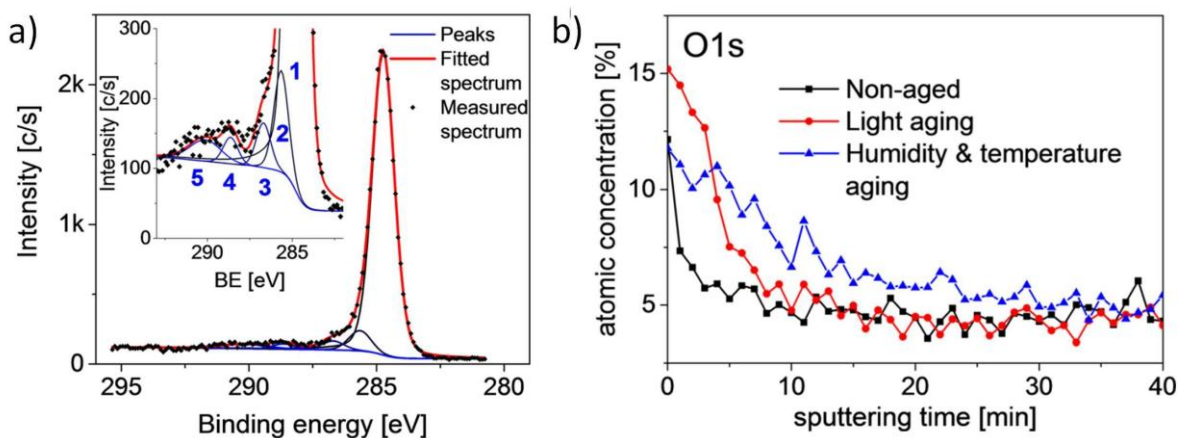 a)
Intensity [c/s]
2k
1k
0
295
290
285
280
Binding energy [eV]
Peaks
Fitted
spectrum
Measured
spectrum
Intensity [c/s]
300
200
100
0
290
285
BE [eV]
1
2
3
4
5
b)
O1s
atomic concentration [%]
15
10
5
0
10
20
30
40
sputtering time [min]
Non-aged
Light aging
Humidity & temperature
aging